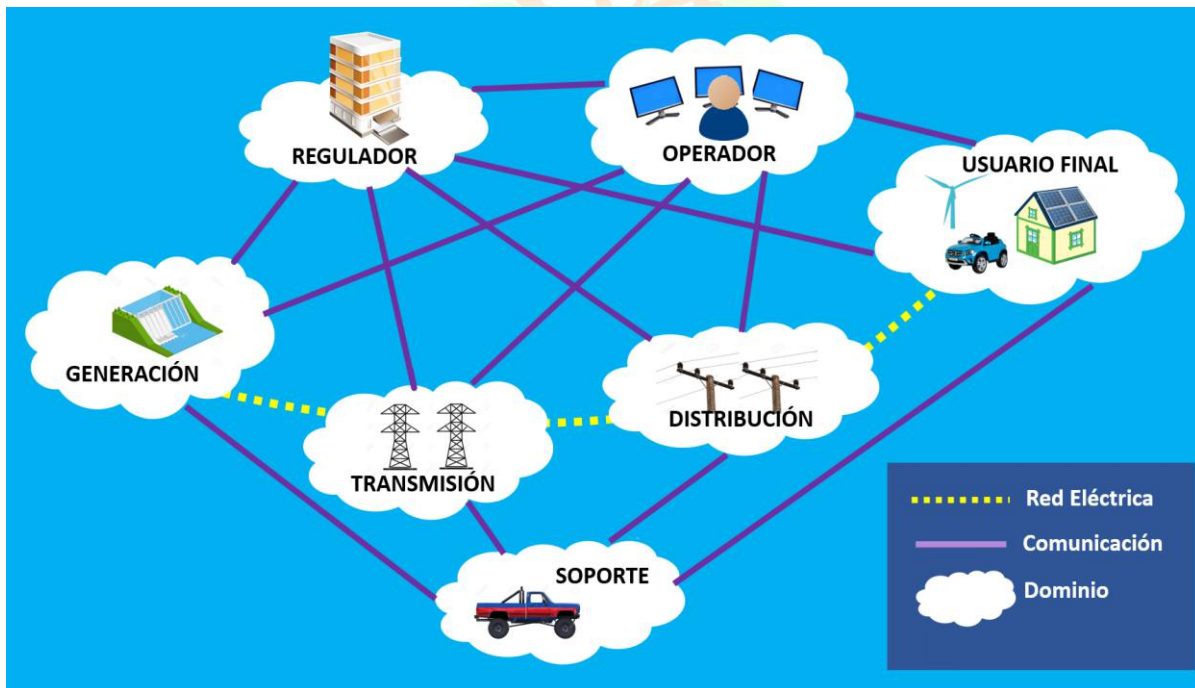 REGULADOR
OPERADOR
USUARIO FINAL
GENERACIÓN
DISTRIBUCIÓN
TRANSMISIÓN
SOPORTE
Red Eléctrica
Comunicación
Dominio